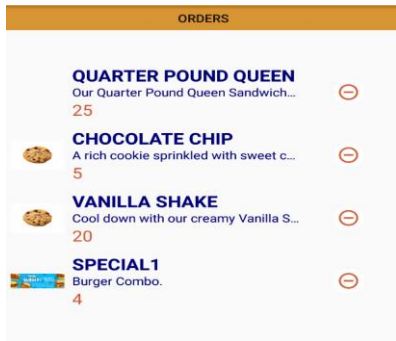 ORDERS
QUARTER POUND QUEEN
Our Quarter Pound Queen Sandwich...
25
CHOCOLATE CHIP
A rich cookie sprinkled with sweet c...
5
VANILLA SHAKE
Cool down with our creamy Vanilla S...
20
SPECIAL1
Burger Combo.
4